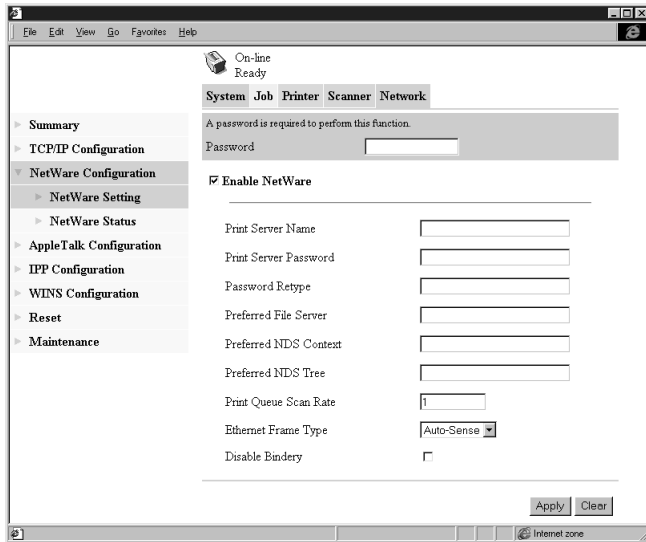 File Edit View Go Favorites Help
On-line
Ready
System Job Printer Scanner Network
Summary
TCP/IP Configuration
NetWare Configuration
NetWare Setting
NetWare Status
AppleTalk Configuration
IPP Configuration
WINS Configuration
Reset
Maintenance
A password is required to perform this function.
Password
Enable NetWare
Print Server Name
Print Server Password
Password Retype
Preferred File Server
Preferred NDS Context
Preferred NDS Tree
Print Queue Scan Rate 1
Ethernet Frame Type Auto-Sense
Disable Bindery
Apply Clear
Internet zone